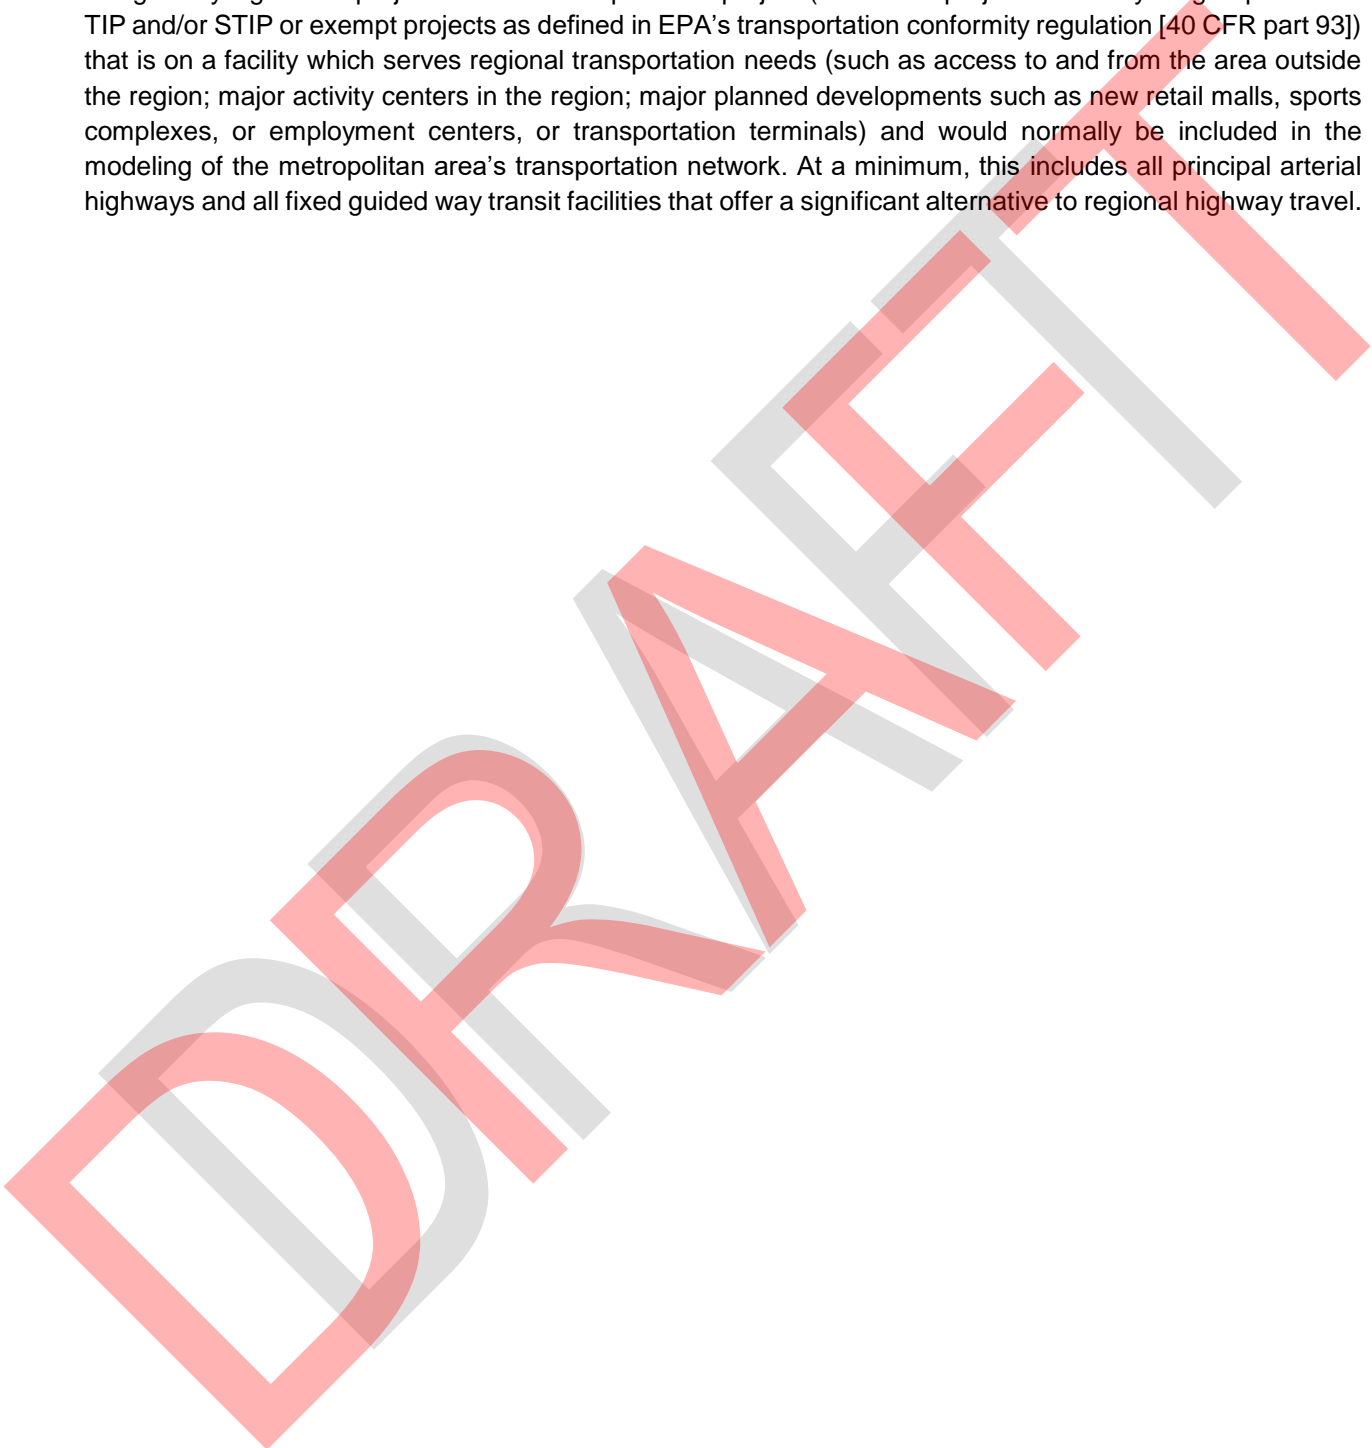 TIP and/or STIP or exempt projects as defined in EPA’s transportation conformity regulation [40 CFR part 93])
that is on a facility which serves regional transportation needs (such as access to and from the area outside
the region; major activity centers in the region; major planned developments such as new retail malls, sports
complexes, or employment centers, or transportation terminals) and would normally be included in the
modeling of the metropolitan area’s transportation network. At a minimum, this includes all principal arterial
highways and all fixed guided way transit facilities that offer a significant alternative to regional highway travel.
DRAFT
DRAFT